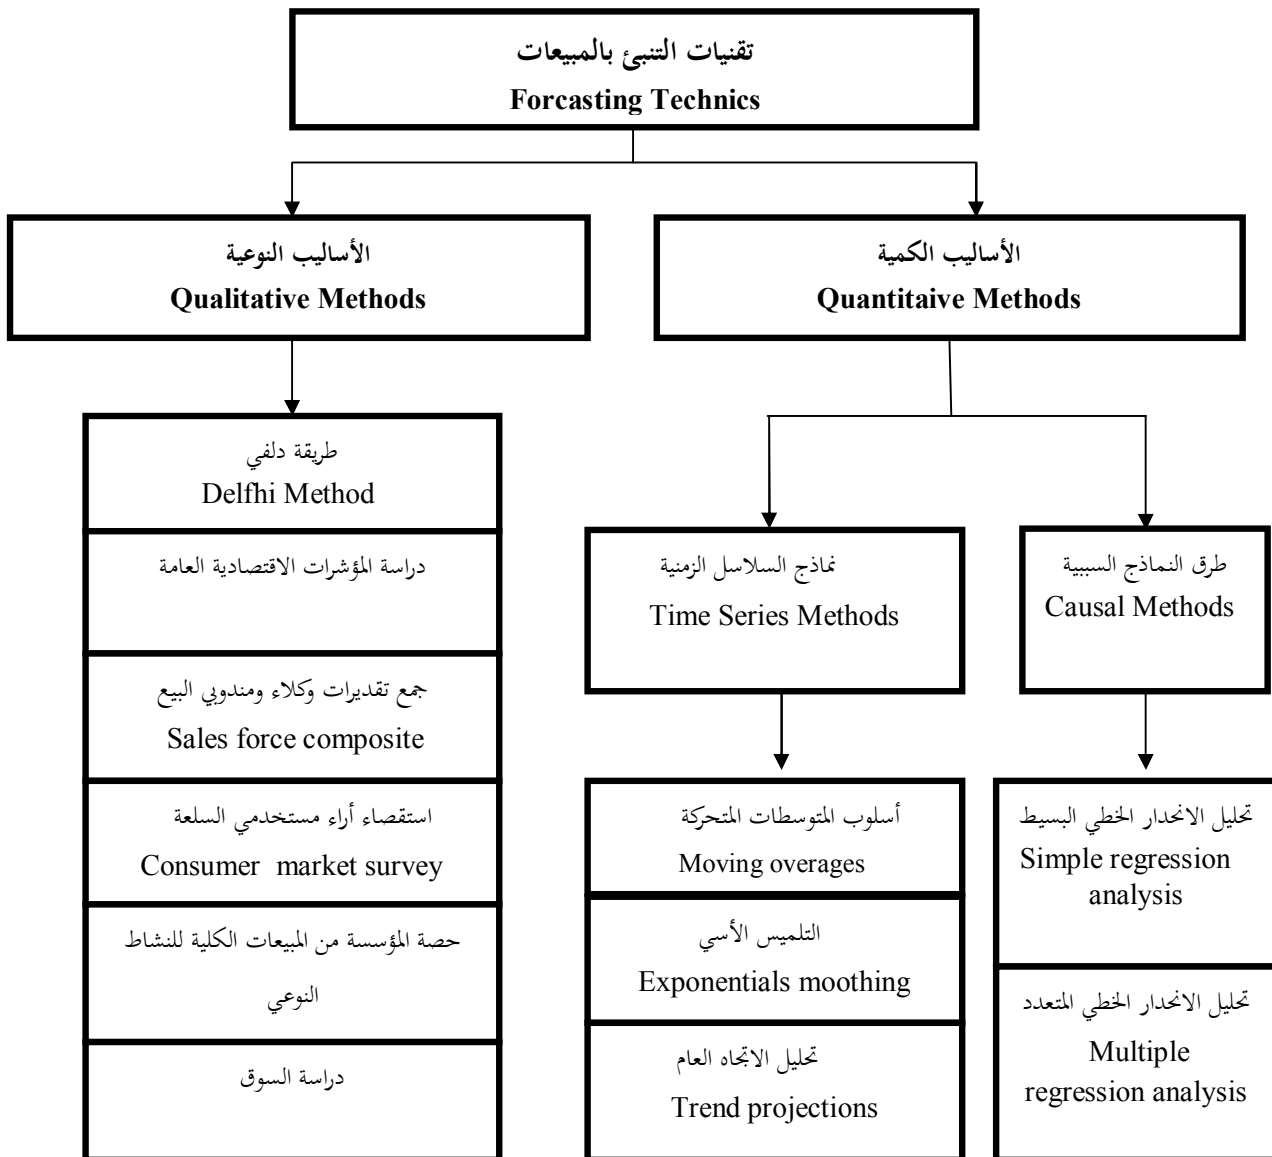 تقنيات التنبئ بالمبيعات
Forcasting Technics
الأساليب النوعية
Qualitative Methods
الأساليب الكمية
Quantitaive Methods
طريقة دلفي
Delfhi Method
دراسة المؤشرات الاقتصادية العامة
جمع تقديرات وكلاء ومندوبي البيع
Sales force composite
استقصاء أراء مستخدمي السلعة
Consumer market survey
حصة المؤسسة من المبيعات الكلية للنشاط
النوعي
دراسة السوق
نماذج السلاسل الزمنية
Time Series Methods
طرق النماذج السببية
Causal Methods
أسلوب المتوسطات المتحركة
Moving overages
التلميس الأسي
Exponentials moothing
تحليل الاتجاه العام
Trend projections
تحليل الانحدار الخطي البسيط
Simple regression
analysis
تحليل الانحدار الخطي المتعدد
Multiple
regression analysis